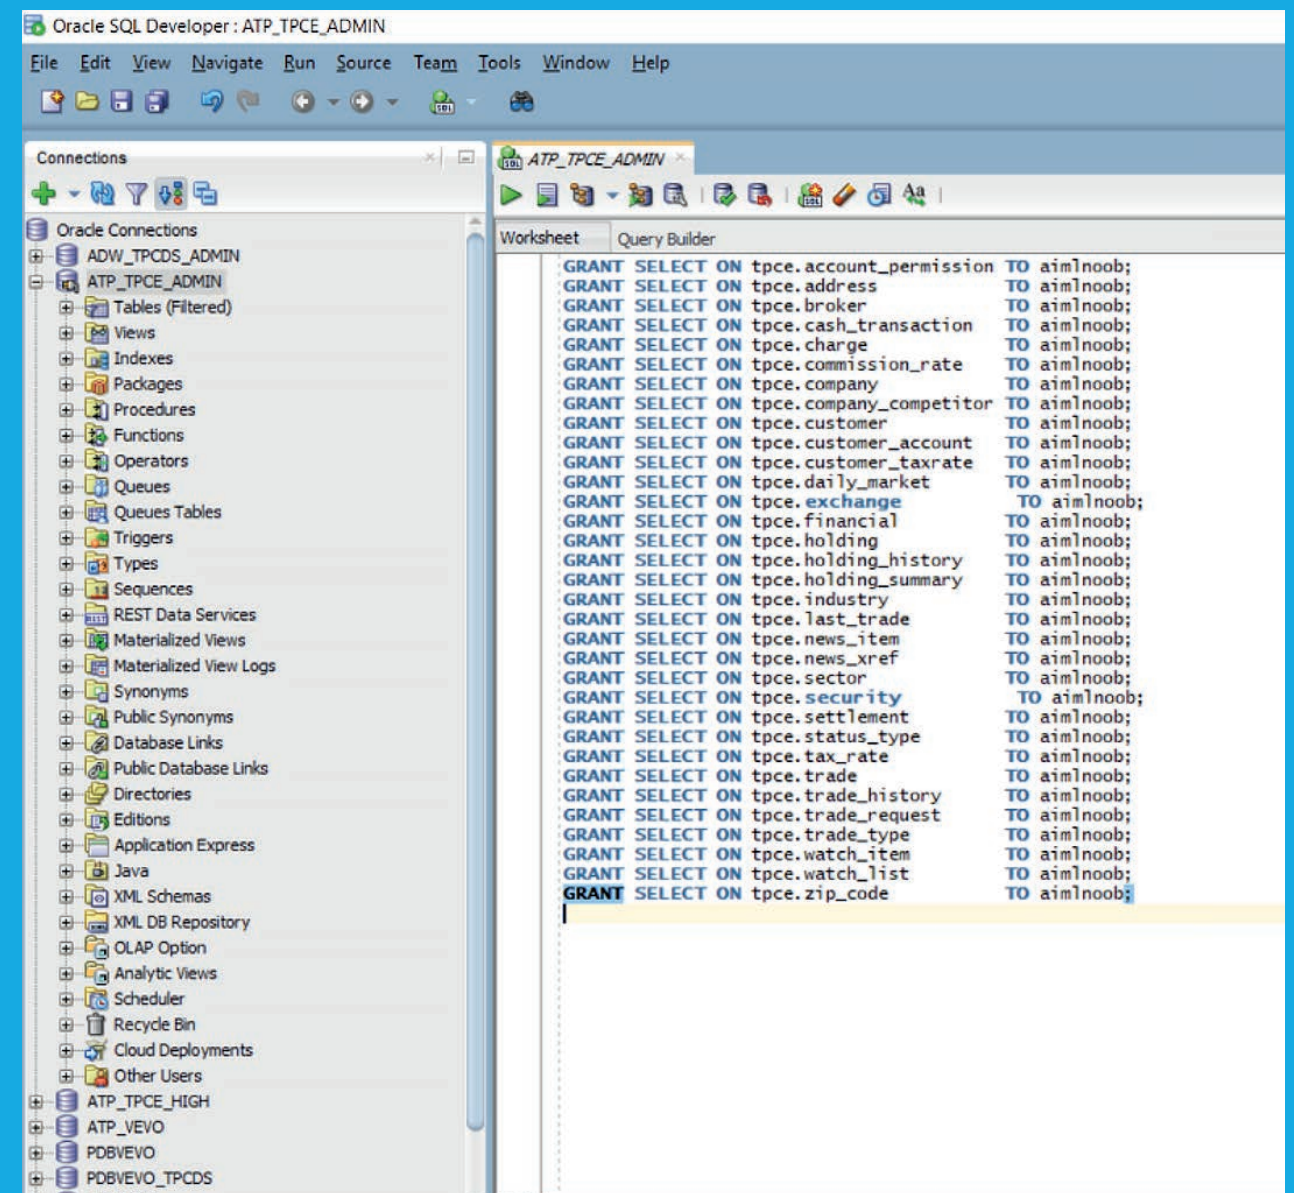 Oracle SQL Developer : ATP_TPCE_ADMIN
File Edit View Navigate Run Source Team Tools Window Help
Connections
Oracle Connections
ADW_TPCDS_ADMIN
ATP_TPCE_ADMIN
Tables (Filtered)
Views
Indexes
Packages
Procedures
Functions
Operators
Queues
Queues Tables
Triggers
Types
Sequences
REST Data Services
Materialized Views
Materialized View Logs
Synonyms
Public Synonyms
Database Links
Public Database Links
Directories
Editions
Application Express
Java
XML Schemas
XML DB Repository
OLAP Option
Analytic Views
Scheduler
Recycle Bin
Cloud Deployments
Other Users
ATP_TPCE_HIGH
ATP_VEVO
PDBVEVO
PDBVEVO_TPCDS
ATP_TPCE_ADMIN
Worksheet Query Builder
GRANT SELECT ON tpce.account_permission TO aimlnoob;
GRANT SELECT ON tpce.address TO aimlnoob;
GRANT SELECT ON tpce.broker TO aimlnoob;
GRANT SELECT ON tpce.cash_transaction TO aimlnoob;
GRANT SELECT ON tpce.charge TO aimlnoob;
GRANT SELECT ON tpce.commission_rate TO aimlnoob;
GRANT SELECT ON tpce.company TO aimlnoob;
GRANT SELECT ON tpce.company_competitor TO aimlnoob;
GRANT SELECT ON tpce.customer TO aimlnoob;
GRANT SELECT ON tpce.customer_account TO aimlnoob;
GRANT SELECT ON tpce.customer_taxrate TO aimlnoob;
GRANT SELECT ON tpce.daily_market TO aimlnoob;
GRANT SELECT ON tpce.exchange TO aimlnoob;
GRANT SELECT ON tpce.financial TO aimlnoob;
GRANT SELECT ON tpce.holding TO aimlnoob;
GRANT SELECT ON tpce.holding_history TO aimlnoob;
GRANT SELECT ON tpce.holding_summary TO aimlnoob;
GRANT SELECT ON tpce.industry TO aimlnoob;
GRANT SELECT ON tpce.last_trade TO aimlnoob;
GRANT SELECT ON tpce.news_item TO aimlnoob;
GRANT SELECT ON tpce.news_xref TO aimlnoob;
GRANT SELECT ON tpce.sector TO aimlnoob;
GRANT SELECT ON tpce.security TO aimlnoob;
GRANT SELECT ON tpce.settlement TO aimlnoob;
GRANT SELECT ON tpce.status_type TO aimlnoob;
GRANT SELECT ON tpce.tax_rate TO aimlnoob;
GRANT SELECT ON tpce.trade TO aimlnoob;
GRANT SELECT ON tpce.trade_history TO aimlnoob;
GRANT SELECT ON tpce.trade_request TO aimlnoob;
GRANT SELECT ON tpce.trade_type TO aimlnoob;
GRANT SELECT ON tpce.watch_item TO aimlnoob;
GRANT SELECT ON tpce.watch_list TO aimlnoob;
GRANT SELECT ON tpce.zip_code TO aimlnoob;